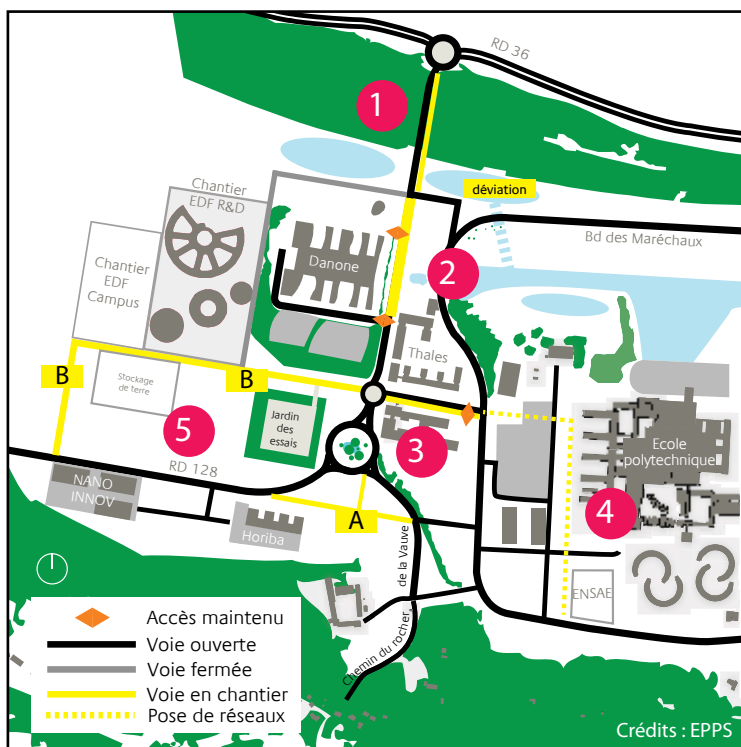 RD 36
1
déviation
Chantier
EDF R&D
Bd des Maréchaux
Danone
2
Chantier
EDF
Campus
Thales
B
B
Stockage
de terre
Jardin
des
essais
5
3
Ecole
polytechnique
RD 128
NANO
INNOV
A
4
Horiba
de la Vauve
ENSAE
Chemin du rocher,
Accès maintenu
Voie ouverte
Voie fermée
Voie en chantier
Pose de réseaux
Crédits : EPPS